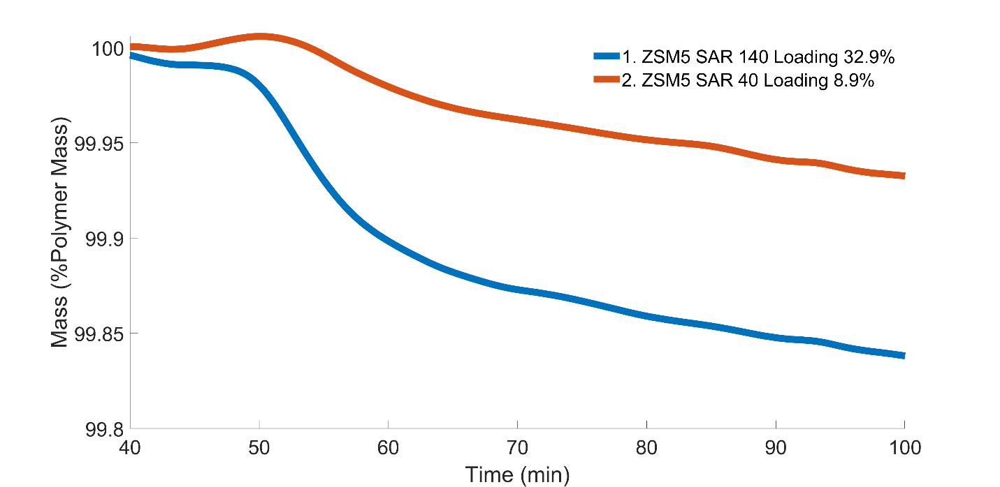 100
99.95
99.9
99.85
99.8
Mass (%Polymer Mass)
1. ZSM5 SAR 140 Loading 32.9%
2. ZSM5 SAR 40 Loading 8.9%
40 50 60 70 80 90 100
Time (min)